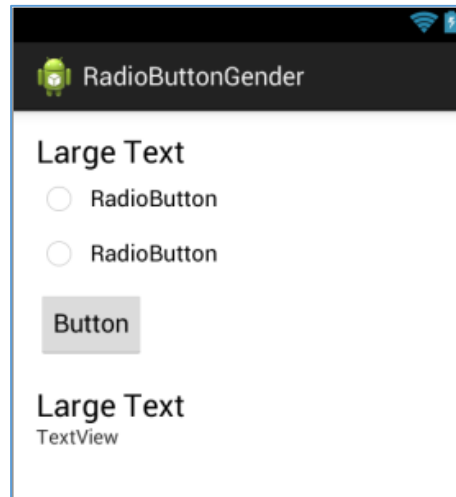 RadioButtonGender
Large Text
RadioButton
RadioButton
Button
Large Text
TextView